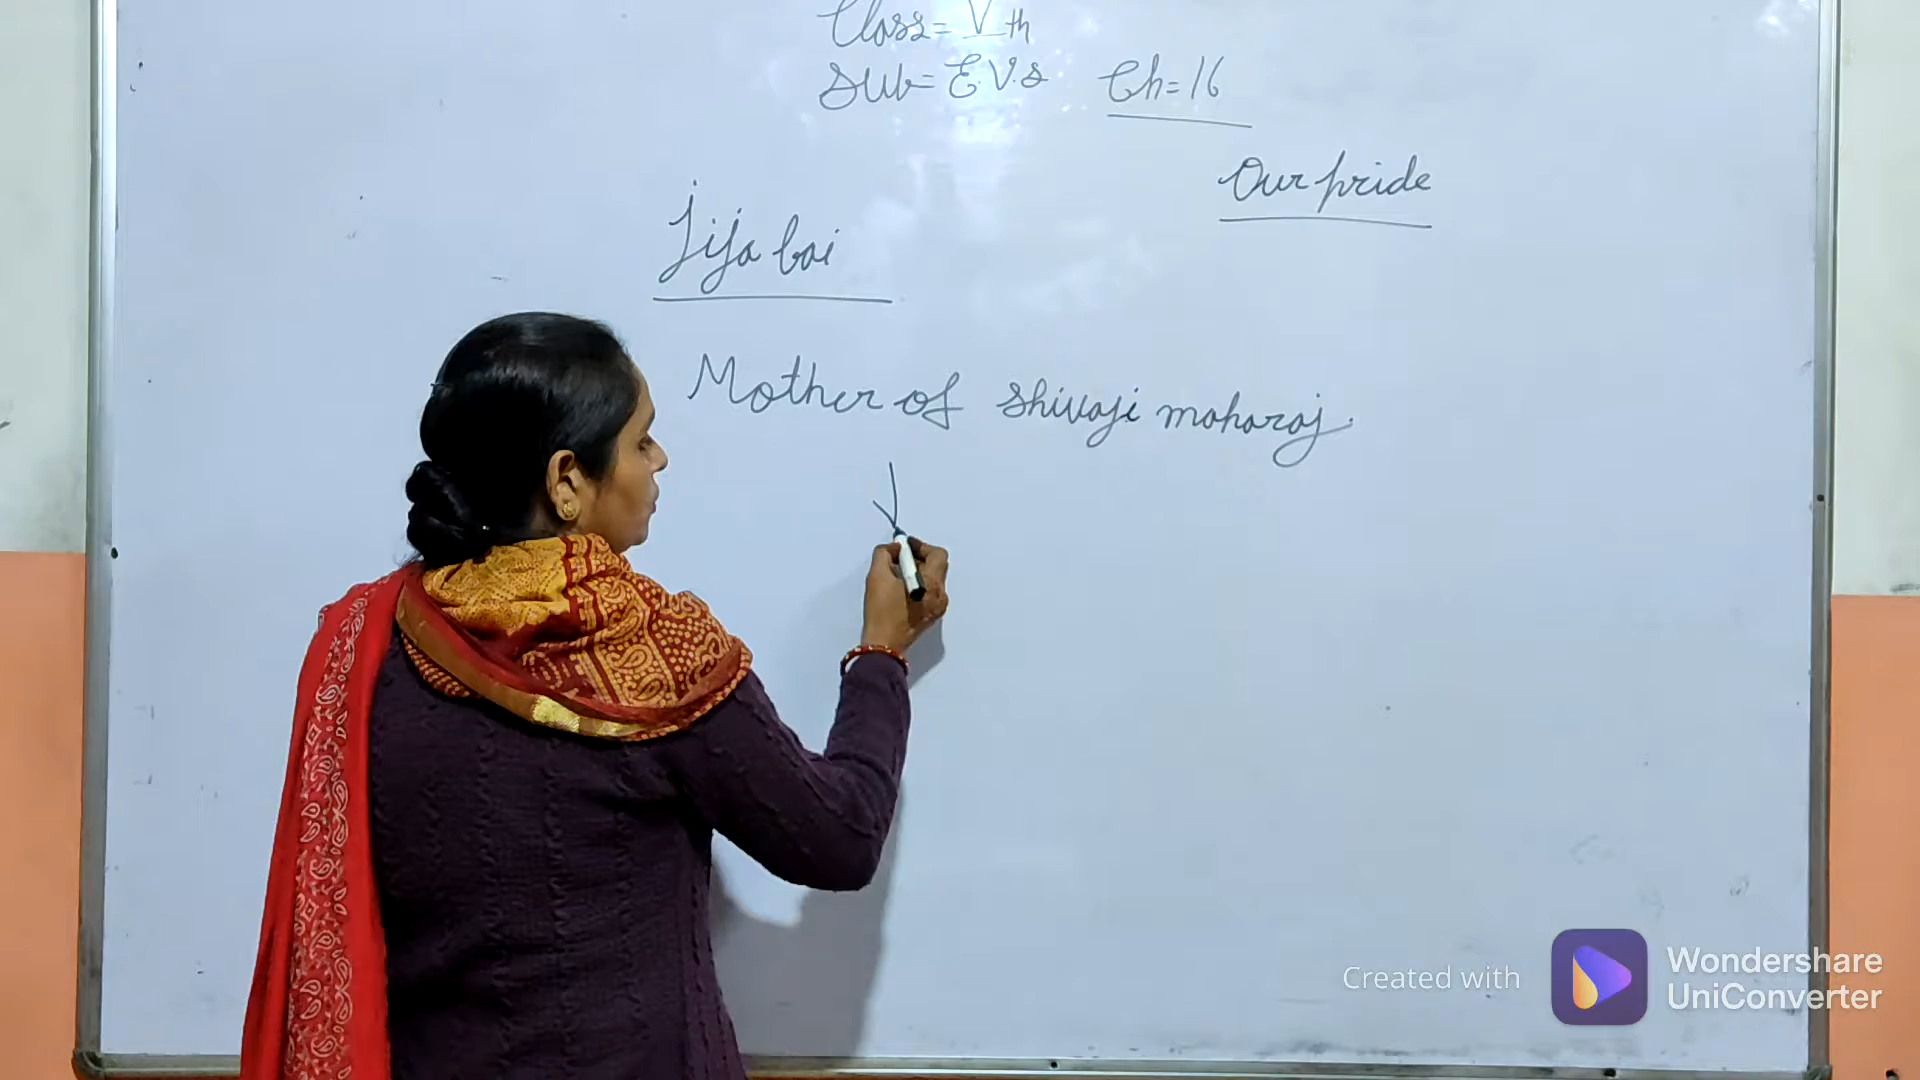 Class = Vth
Sub = E.V.S Ch = 16
Our pride
Jija bai
Mother of Shivaji maharaj.
Created with
Wondershare
UniConverter